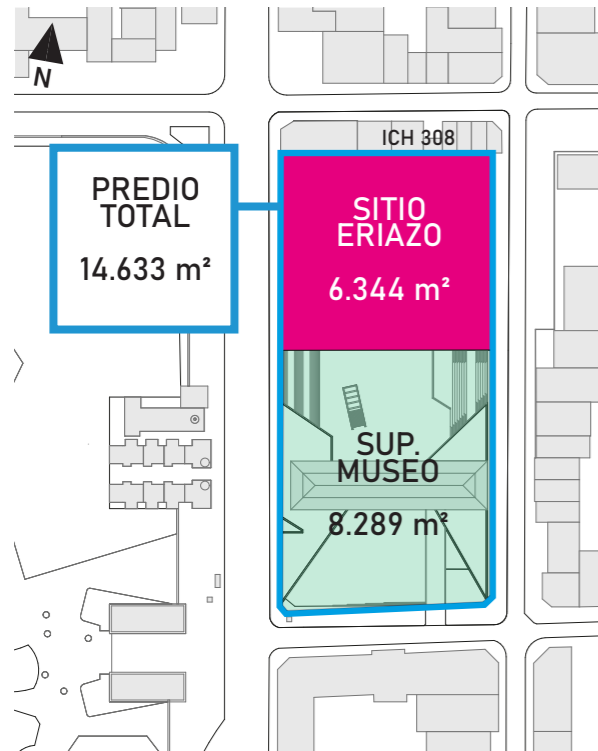 N
ICH 308
PREDIO
TOTAL
14.633 m²
SITIO
ERIAZO
6.344 m²
SUP.
MUSEO
8.289 m²